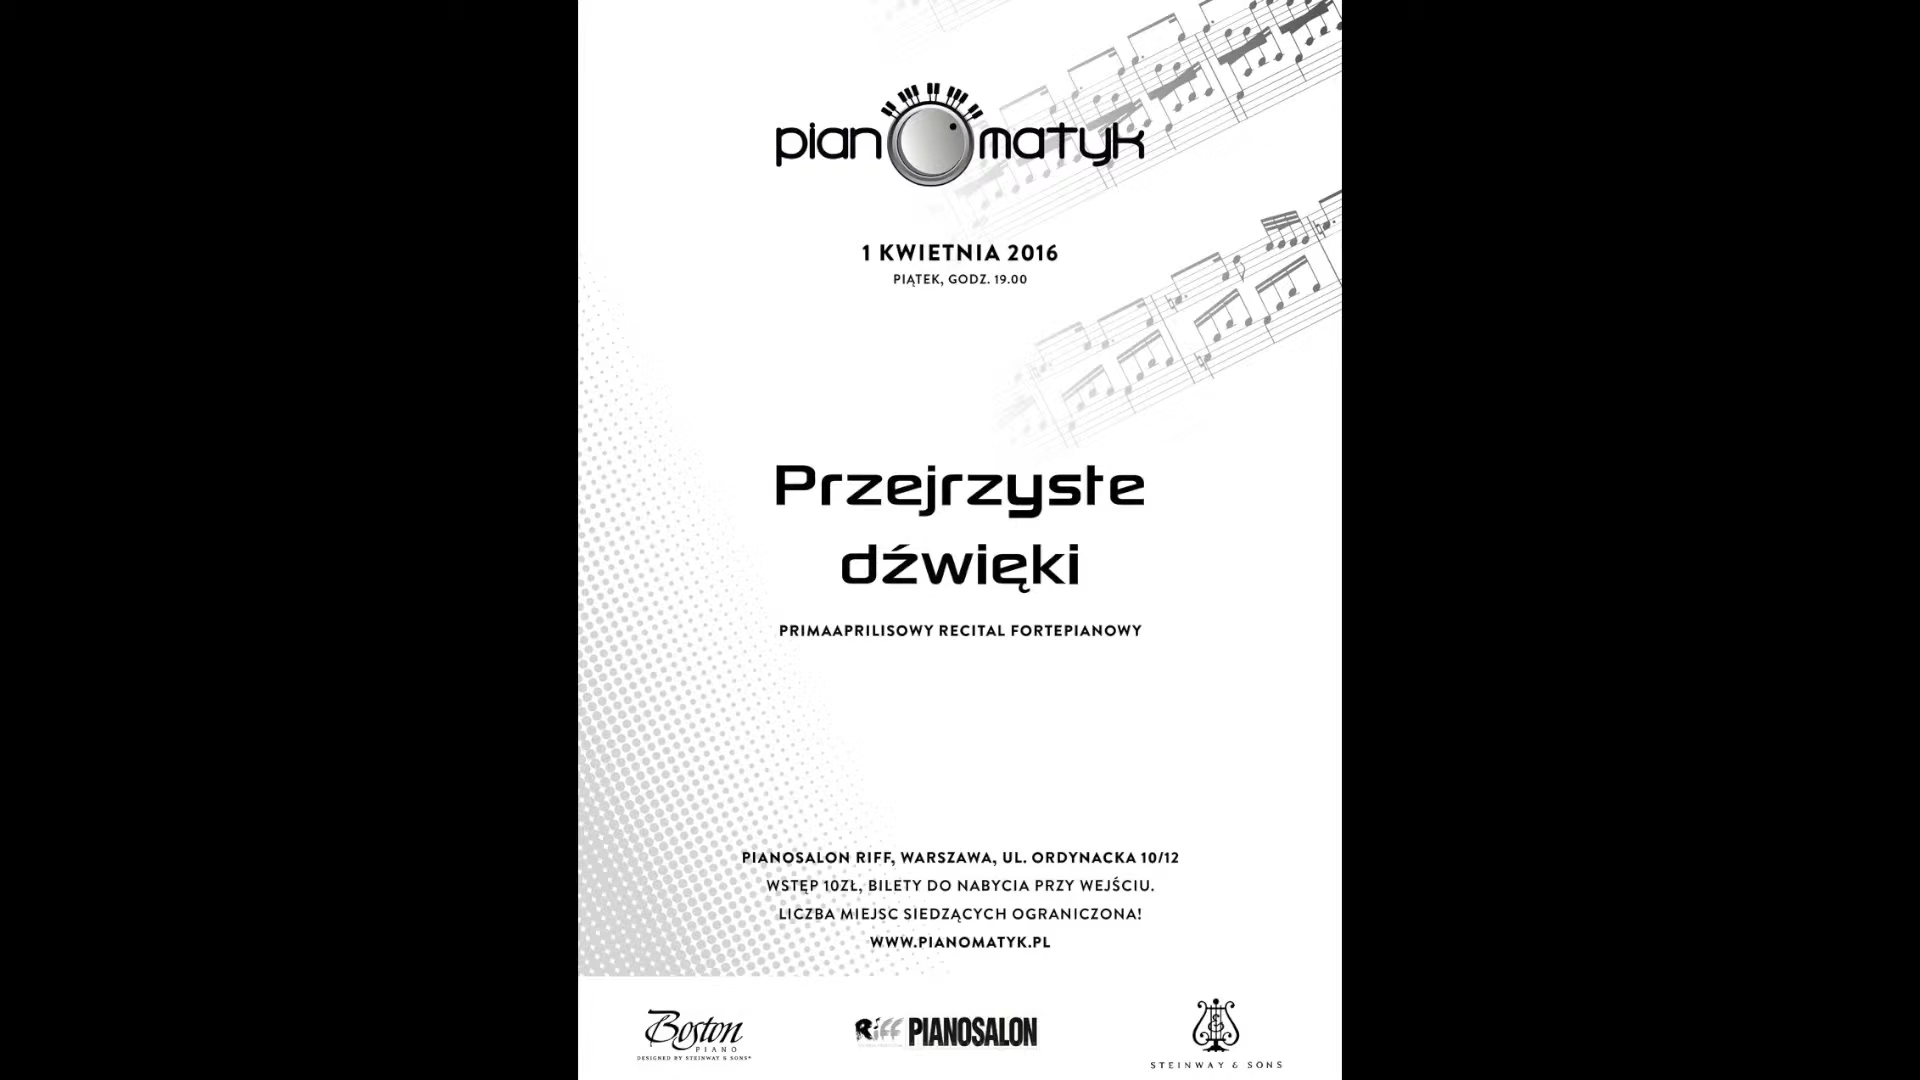 pianomatyk
1 KWIETNIA 2016
PIĄTEK, GODZ. 19.00
Przejrzyste
dźwięki
PRIMAAPRILISOWY RECITAL FORTEPIANOWY
PIANOSALON RIFF, WARSZAWA, UL. ORDYNACKA 10/12
WSTĘP 10ZŁ, BILETY DO NABYCIA PRZY WEJŚCIU.
LICZBA MIEJSC SIEDZĄCYCH OGRANICZONA!
WWW.PIANOMATYK.PL
Boston
PIANO
DESIGNED BY STEINWAY & SONS®
Riff PIANOSALON
STEINWAY & SONS